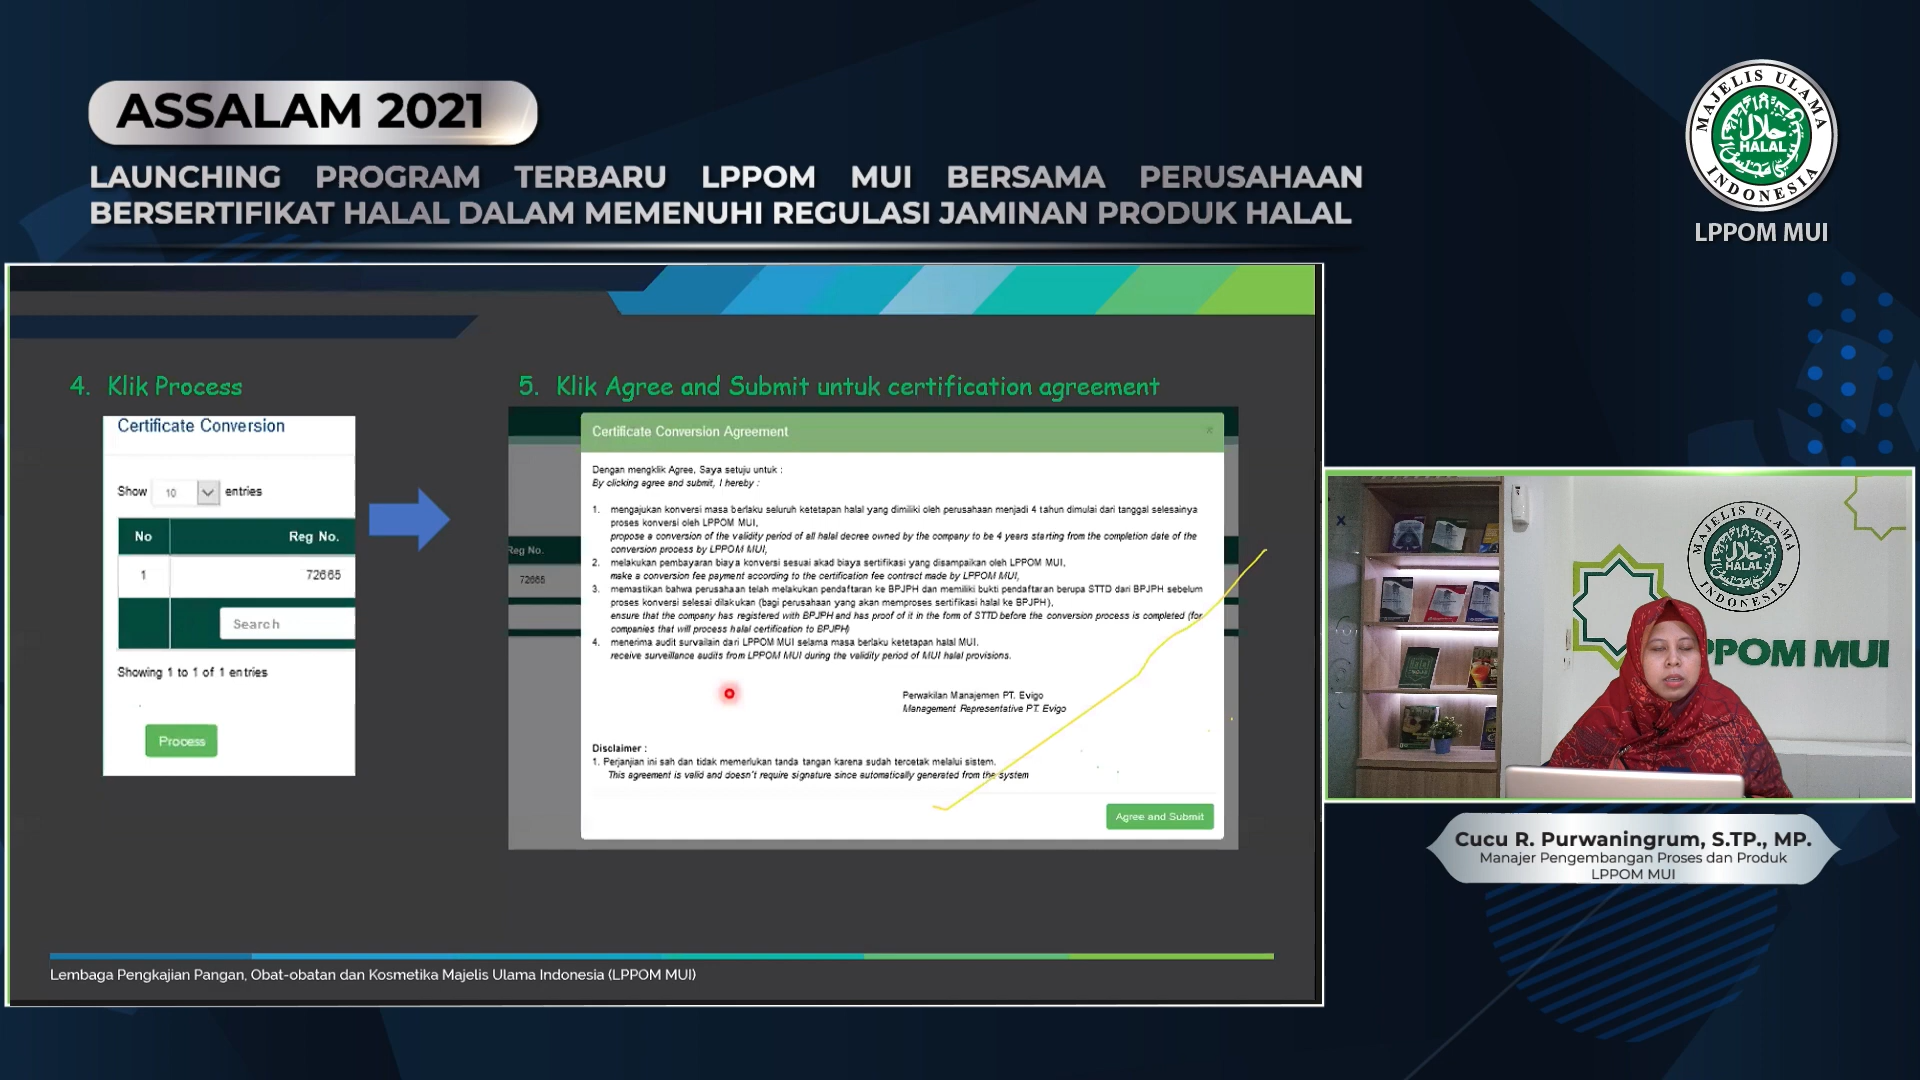 ASSALAM 2021
LAUNCHING PROGRAM TERBARU LPPOM MUI BERSAMA PERUSAHAAN
BERSERTIFIKAT HALAL DALAM MEMENUHI REGULASI JAMINAN PRODUK HALAL
MAJELIS ULAMA
حلال
HALAL
INDONESIA
LPPOM MUI
4. Klik Process
Certificate Conversion
Show 10 entries
No Reg No.
1 72665
Search
Showing 1 to 1 of 1 entries
Process
5. Klik Agree and Submit untuk certification agreement
Reg No.
72665
Certificate Conversion Agreement x
Dengan mengklik Agree, Saya setuju untuk :
By clicking agree and submit, I hereby :
1. mengajukan konversi masa berlaku seluruh ketetapan halal yang dimiliki oleh perusahaan menjadi 4 tahun dimulai dari tanggal selesainya
proses konversi oleh LPPOM MUI,
propose a conversion of the validity period of all halal decree owned by the company to be 4 years starting from the completion date of the
conversion process by LPPOM MUI,
2. melakukan pembayaran biaya konversi sesuai akad biaya sertifikasi yang disampaikan oleh LPPOM MUI,
make a conversion fee payment according to the certification fee contract made by LPPOM MUI,
3. memastikan bahwa perusahaan telah melakukan pendaftaran ke BPJPH dan memiliki bukti pendaftaran berupa STTD dari BPJPH sebelum
proses konversi selesai dilakukan (bagi perusahaan yang akan memproses sertifikasi halal ke BPJPH),
ensure that the company has registered with BPJPH and has proof of it in the form of STTD before the conversion process is completed (for
companies that will process halal certification to BPJPH)
4. menerima audit survailain dari LPPOM MUI selama masa berlaku ketetapan halal MUI.
receive surveillance audits from LPPOM MUI during the validity period of MUI halal provisions.
Perwakilan Manajemen PT. Evigo
Management Representative PT. Evigo
Disclaimer :
1. Perjanjian ini sah dan tidak memerlukan tanda tangan karena sudah tercetak melalui sistem.
This agreement is valid and doesn't require signature since automatically generated from the system
Agree and Submit
Lembaga Pengkajian Pangan, Obat-obatan dan Kosmetika Majelis Ulama Indonesia (LPPOM MUI)
MAJELIS ULAMA
حلال
HALAL
INDONESIA
PPOM MUI
Cucu R. Purwaningrum, S.TP., MP.
Manajer Pengembangan Proses dan Produk
LPPOM MUI